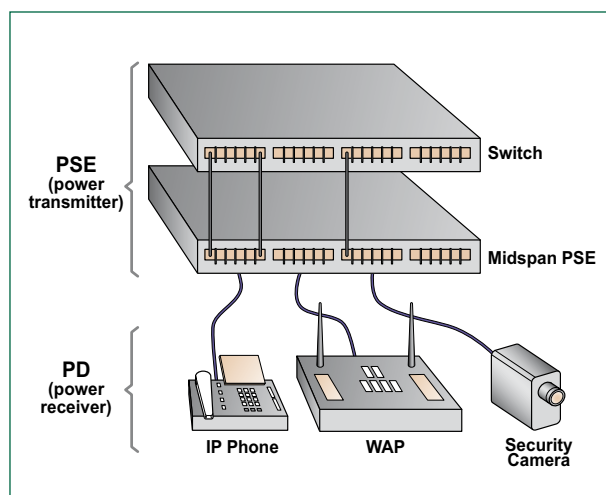 PSE
(power
transmitter)
Switch
Midspan PSE
PD
(power
receiver)
IP Phone
WAP
Security
Camera